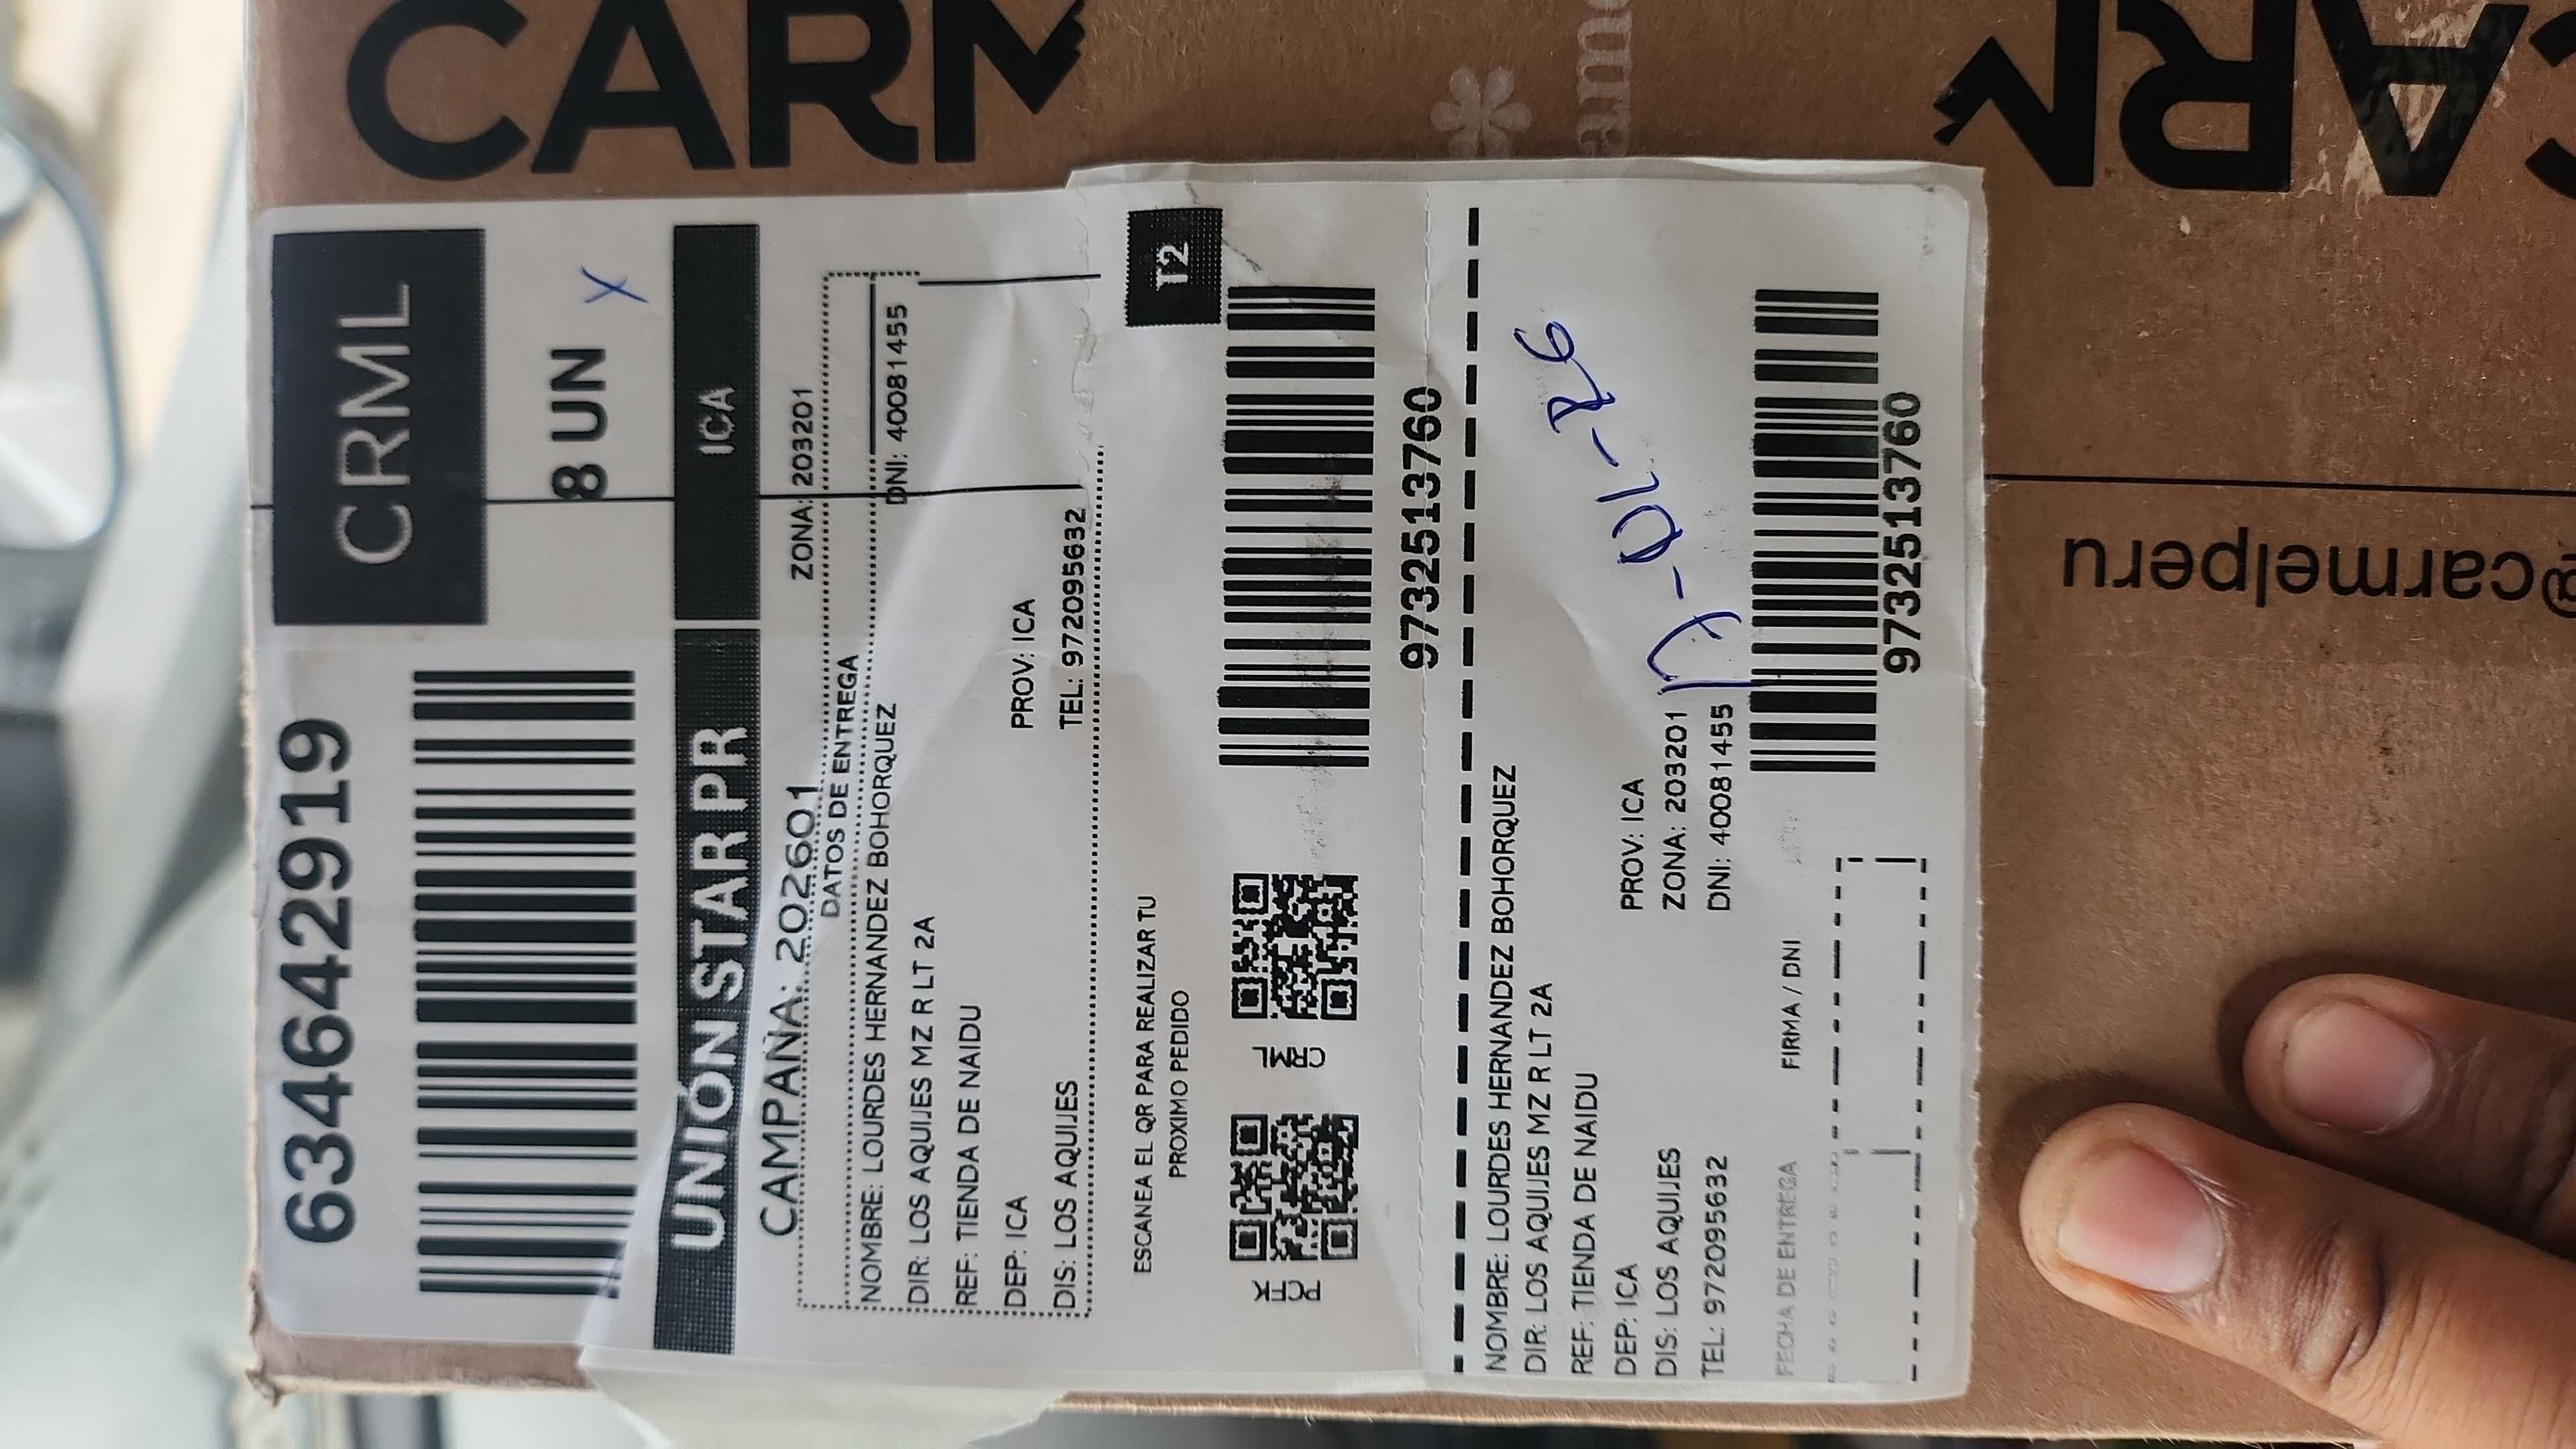 CARM
6346642919
CRML
8 UN X
UNIÓN STAR PR ICA
CAMPAÑA: 202601 ZONA: 203201
DATOS DE ENTREGA
NOMBRE: LOURDES HERNANDEZ BOHORQUEZ DNI: 40081455
DIR: LOS AQUIJES MZ R LT 2A
REF: TIENDA DE NAIDU
DEP: ICA PROV: ICA
DIS: LOS AQUIJES TEL: 972095632
T2
ESCANEA EL QR PARA REALIZAR TU
PROXIMO PEDIDO
PCFK
CRML
9732513760
NOMBRE: LOURDES HERNANDEZ BOHORQUEZ
DIR: LOS AQUIJES MZ R LT 2A
REF: TIENDA DE NAIDU
DEP: ICA PROV: ICA
DIS: LOS AQUIJES ZONA: 203201
TEL: 972095632 DNI: 40081455
FECHA DE ENTREGA FIRMA / DNI
9732513760
@carmelperu